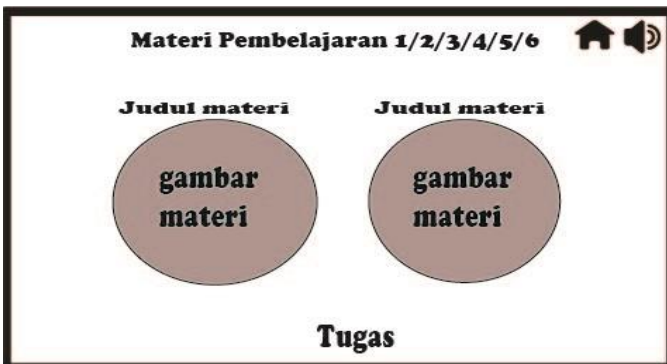 Materi Pembelajaran 1/2/3/4/5/6
Judul materi
Judul materi
gambar
materi
gambar
materi
Tugas